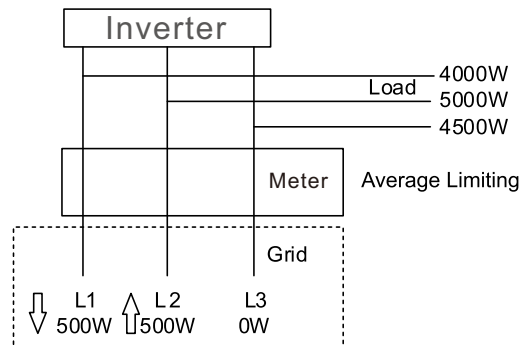 Inverter
4000W
Load
5000W
4500W
Meter
Average Limiting
Grid
L1 L2 L3
500W 500W 0W